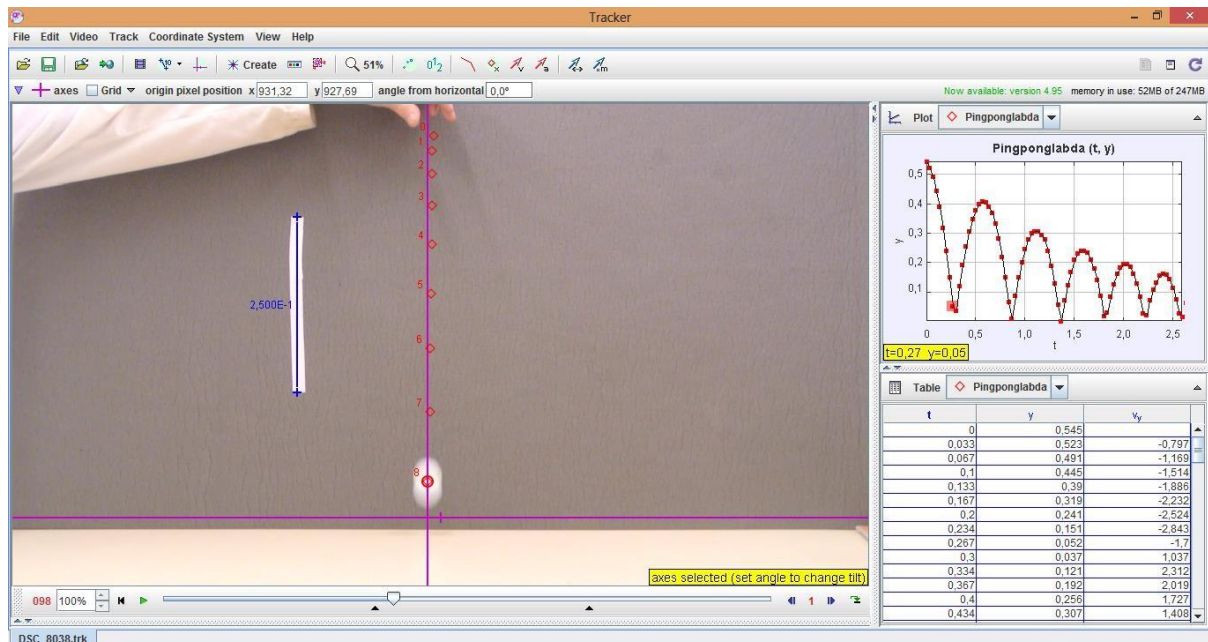 Tracker
File Edit Video Track Coordinate System View Help
Create 51%
axes Grid origin pixel position x 931,32 y 927,69 angle from horizontal 0,0° Now available: version 4.95 memory in use: 52MB of 247MB
Plot Pingponglabda
Pingponglabda (t, y)
0,5
0,4
0,3
0,2
0,1
y
0 0,5 1,0 1,5 2,0 2,5
t
t=0,27 y=0,05
0
1
2
3
4
5
6
7
8
2,500E-1
axes selected (set angle to change tilt)
Table Pingponglabda
t y vy
0 0,545
0,033 0,523 -0,797
0,067 0,491 -1,169
0,1 0,445 -1,514
0,133 0,39 -1,886
0,167 0,319 -2,232
0,2 0,241 -2,524
0,234 0,151 -2,843
0,267 0,052 -1,7
0,3 0,037 1,037
0,334 0,121 2,312
0,367 0,192 2,019
0,4 0,256 1,727
0,434 0,307 1,408
098 100% 1
DSC_8038.trk